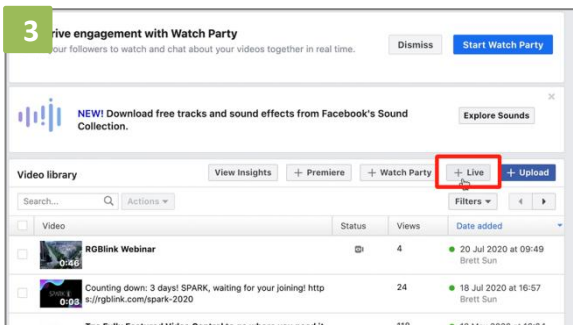 3
rive engagement with Watch Party
your followers to watch and chat about your videos together in real time.
Dismiss
Start Watch Party
NEW! Download free tracks and sound effects from Facebook's Sound
Collection.
Explore Sounds
Video library
View Insights
+ Premiere
+ Watch Party
+ Live
+ Upload
Search...
Actions
Filters
Video
Status
Views
Date added
0:46
RGBlink Webinar
4
20 Jul 2020 at 09:49
Brett Sun
0:03
Counting down: 3 days! SPARK, waiting for your joining! http
s://rgblink.com/spark-2020
24
18 Jul 2020 at 16:57
Brett Sun